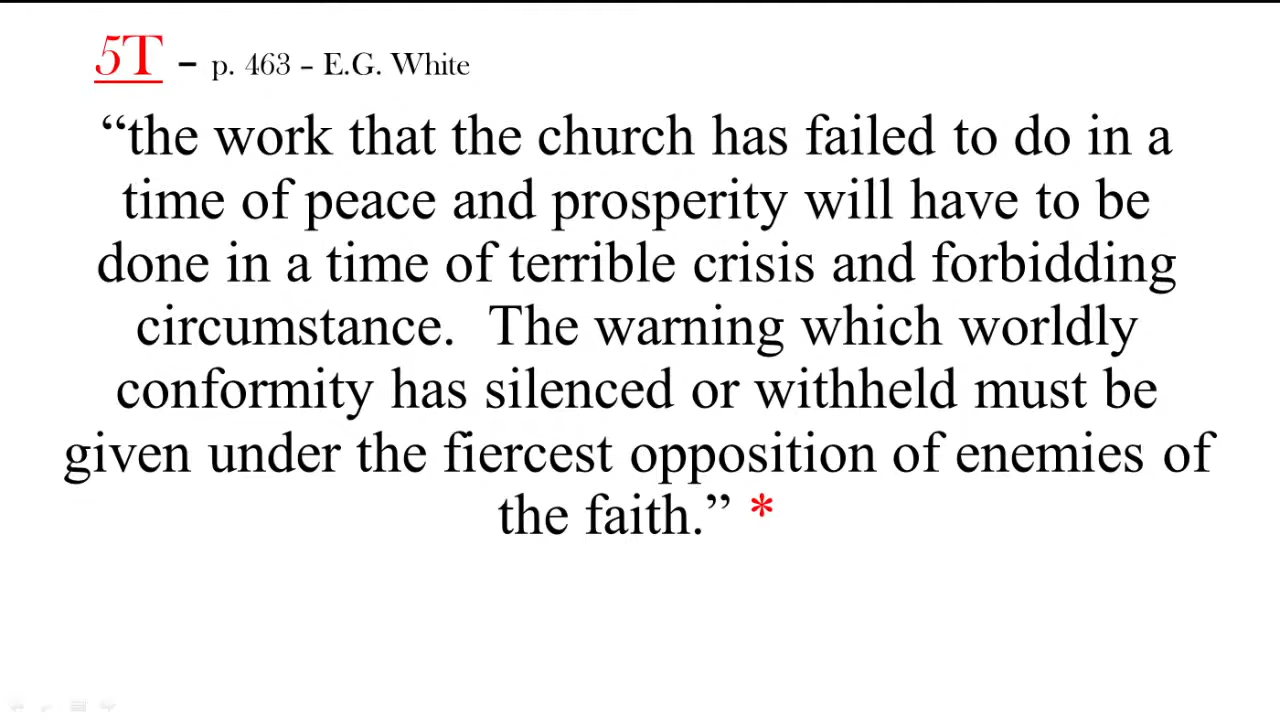 5T – p. 463 – E.G. White
“the work that the church has failed to do in a
time of peace and prosperity will have to be
done in a time of terrible crisis and forbidding
circumstance.  The warning which worldly
conformity has silenced or withheld must be
given under the fiercest opposition of enemies of
the faith.” *